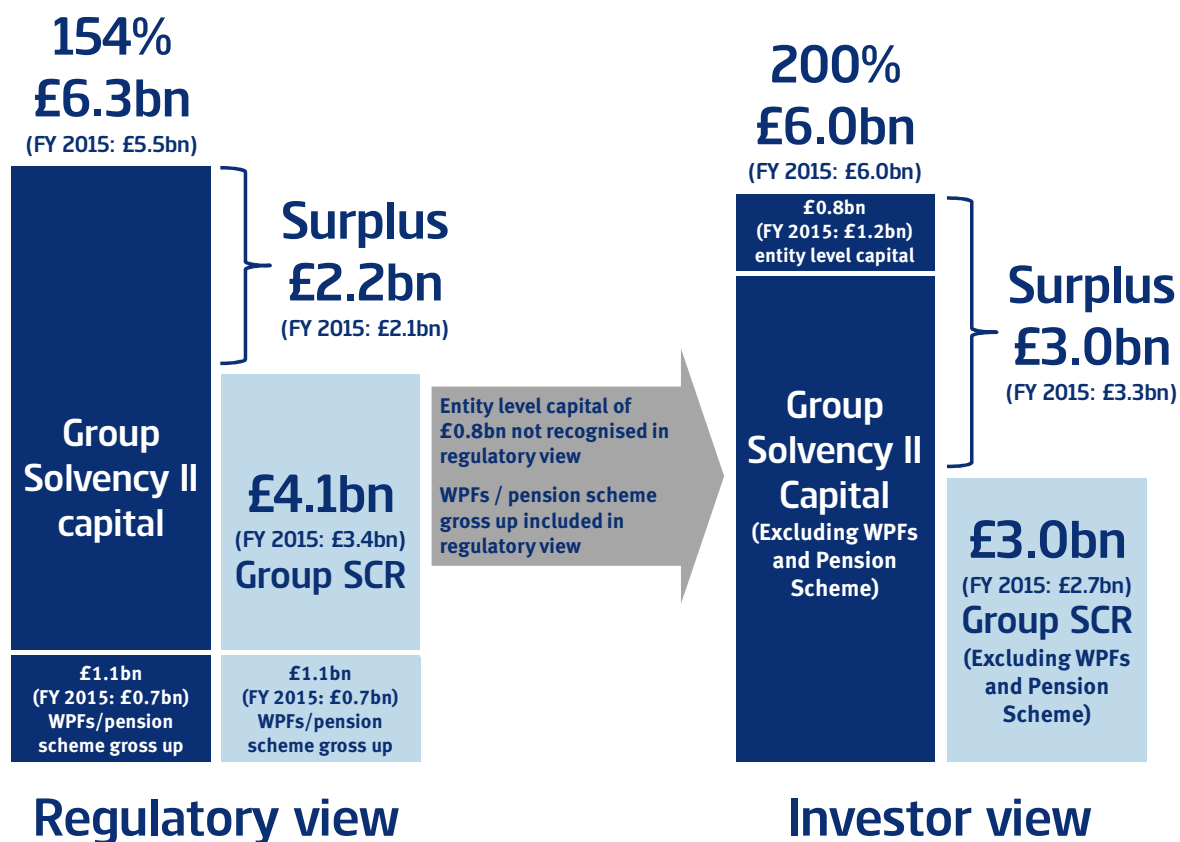 154%
£6.3bn
(FY 2015: £5.5bn)
Surplus
£2.2bn
(FY 2015: £2.1bn)
Group
Solvency II
capital
£4.1bn
(FY 2015: £3.4bn)
Group SCR
£1.1bn
(FY 2015: £0.7bn)
WPFs/pension
scheme gross up
£1.1bn
(FY 2015: £0.7bn)
WPFs/pension
scheme gross up
Regulatory view
Entity level capital of
£0.8bn not recognised in
regulatory view
WPFs / pension scheme
gross up included in
regulatory view
200%
£6.0bn
(FY 2015: £6.0bn)
£0.8bn
(FY 2015: £1.2bn)
entity level capital
Surplus
£3.0bn
(FY 2015: £3.3bn)
Group
Solvency II
Capital
(Excluding WPFs
and Pension
Scheme)
£3.0bn
(FY 2015: £2.7bn)
Group SCR
(Excluding WPFs
and Pension
Scheme)
Investor view